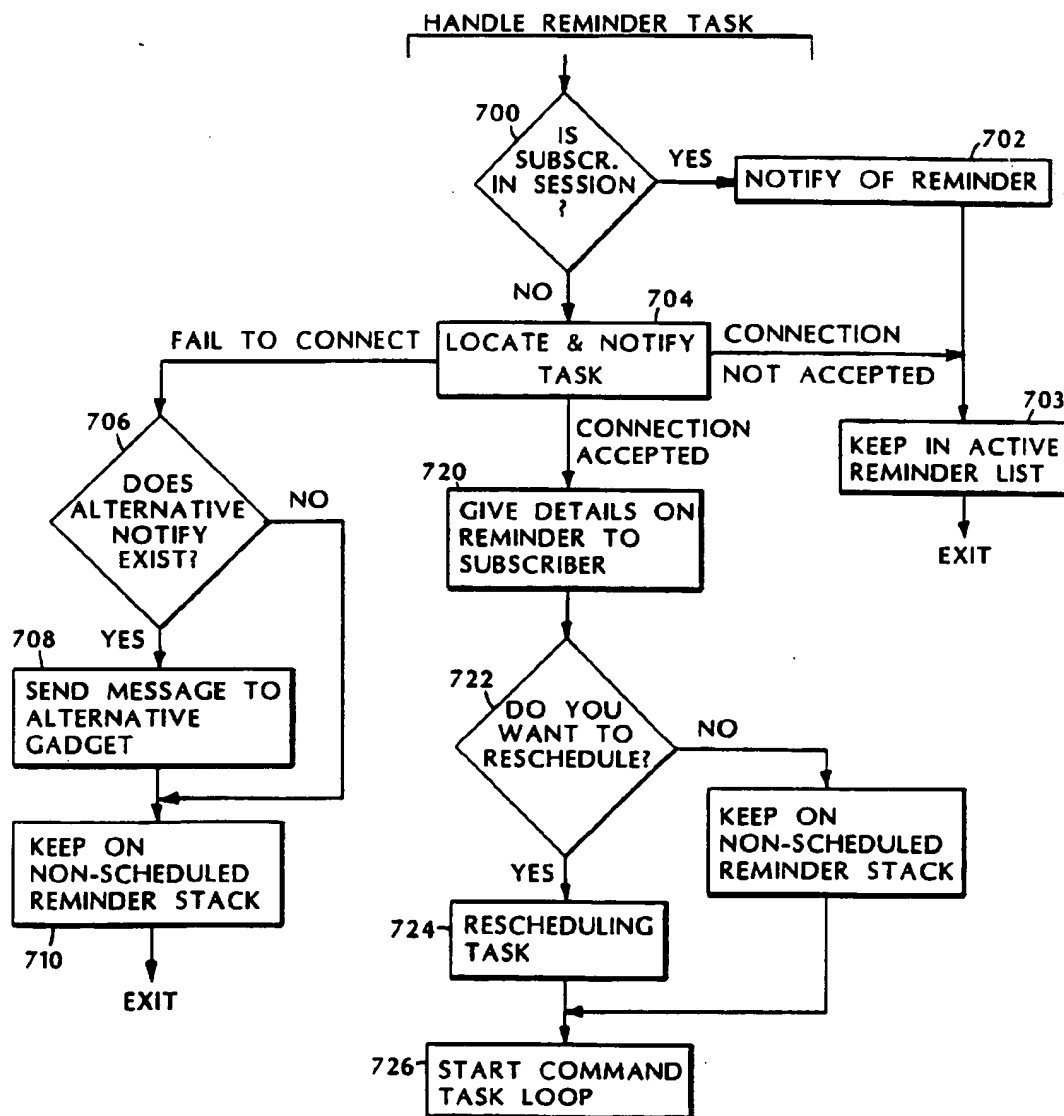 HANDLE REMINDER TASK
700
IS
SUBSCR.
IN SESSION
?
YES
702
NOTIFY OF REMINDER
NO
704
LOCATE & NOTIFY
TASK
FAIL TO CONNECT
CONNECTION
NOT ACCEPTED
703
KEEP IN ACTIVE
REMINDER LIST
EXIT
CONNECTION
ACCEPTED
706
DOES
ALTERNATIVE
NOTIFY
EXIST?
NO
YES
708
SEND MESSAGE TO
ALTERNATIVE
GADGET
KEEP ON
NON-SCHEDULED
REMINDER STACK
710
EXIT
720
GIVE DETAILS ON
REMINDER TO
SUBSCRIBER
722
DO YOU
WANT TO
RESCHEDULE?
NO
KEEP ON
NON-SCHEDULED
REMINDER STACK
YES
724
RESCHEDULING
TASK
726
START COMMAND
TASK LOOP